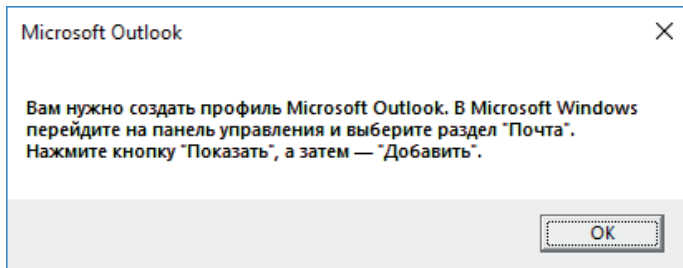 Microsoft Outlook
Вам нужно создать профиль Microsoft Outlook. В Microsoft Windows
перейдите на панель управления и выберите раздел "Почта".
Нажмите кнопку "Показать", а затем — "Добавить".
OK